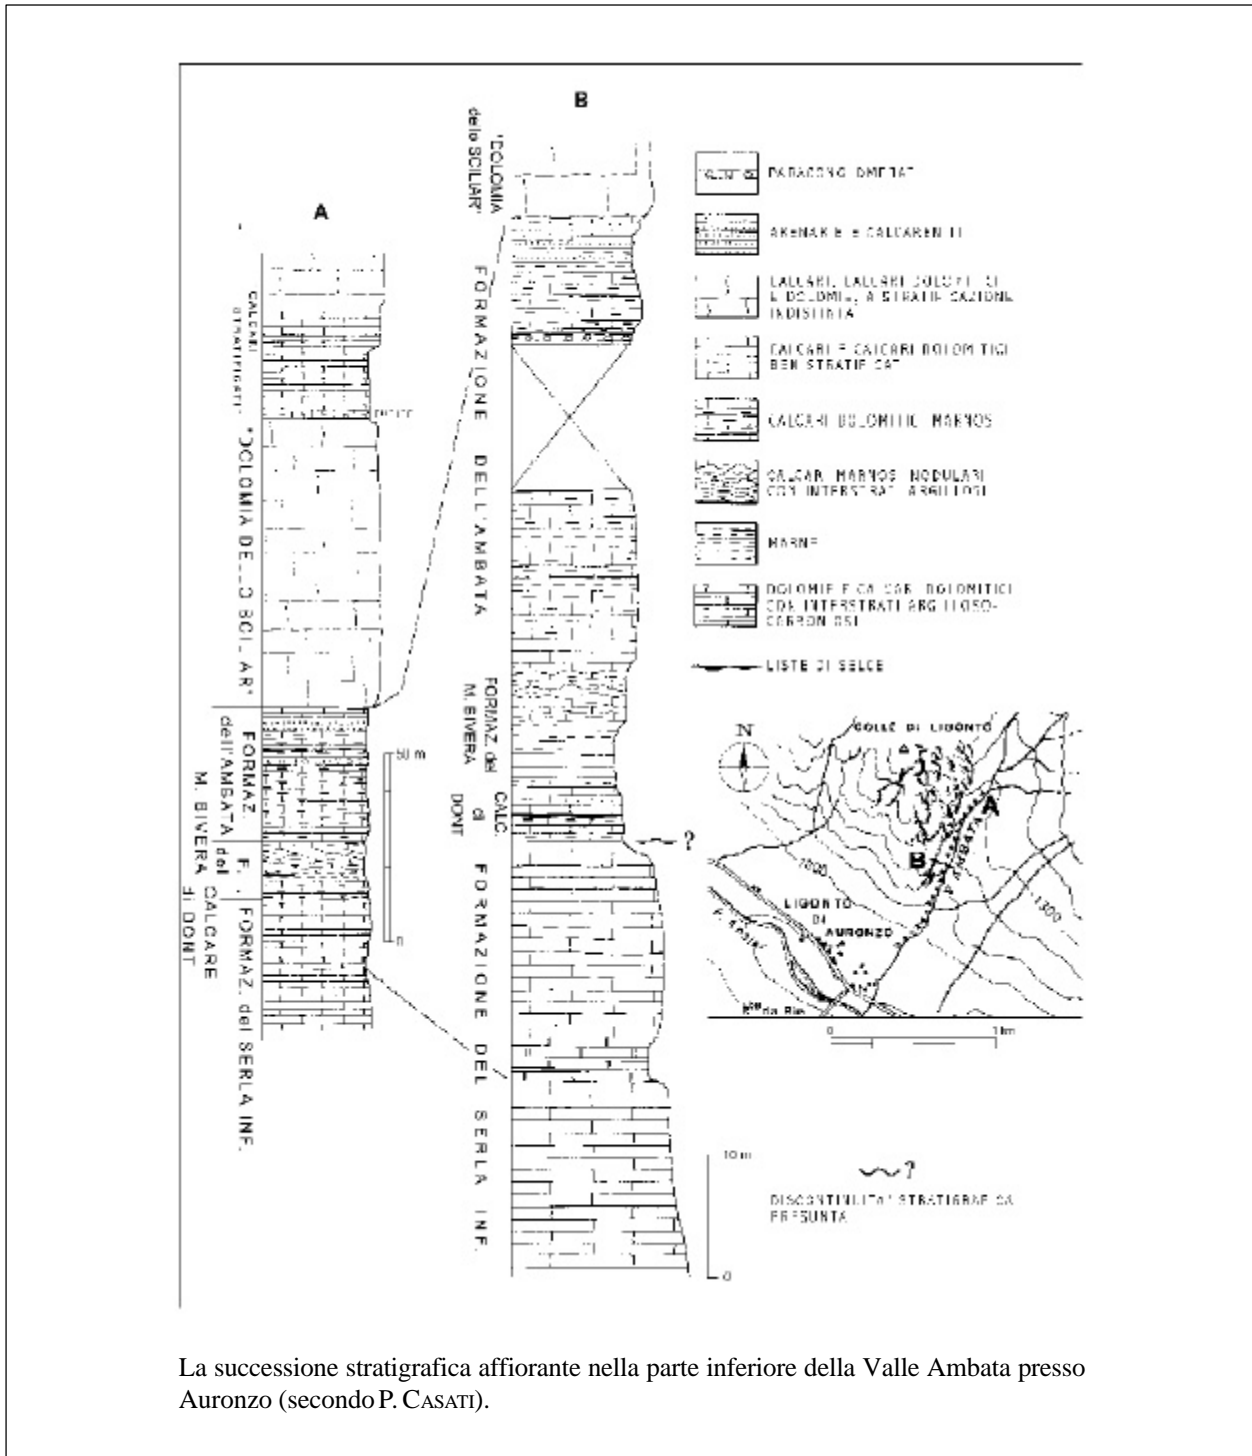 A
CALCARI
STRATIFICATI
"DOLOMIA DELLO SCILIAR"
FORMAZ.
dell'AMBATA
F. del
M. BIVERA
CALCARE
di DONT
FORMAZ. del SERLA INF.
50 m
0
B
"DOLOMIA
dello SCILIAR"
FORMAZIONE DELL'AMBATA
FORMAZ. del
M. BIVERA
CALC.
di
DONT
?
FORMAZIONE DEL SERLA INF.
10 m
0
ARENARIE E CALCARENITI
CALCARI, CALCARI DOLOMITICI
E DOLOMIE, A STRATIFICAZIONE
INDISTINTA
CALCARI E CALCARI DOLOMITICI
BEN STRATIFICATI
CALCARI DOLOMITICI MARNOSI
CALCARI MARNOSI NODULARI
CON INTERSTRATI ARGILLOSI
MARNE
DOLOMIE E CALCARI DOLOMITICI
CON INTERSTRATI ARGILLOSO-
CARBONIOSI
LISTE DI SELCE
N
COLLE DI LIGONTO
A
AMBATA
B
1000
1300
LIGONTO
DI
AURONZO
0
1 km
?
DISCONTINUITA' STRATIGRAFICA
PRESUNTA
La successione stratigrafica affiorante nella parte inferiore della Valle Ambata presso
Auronzo (secondo P. CASATI).